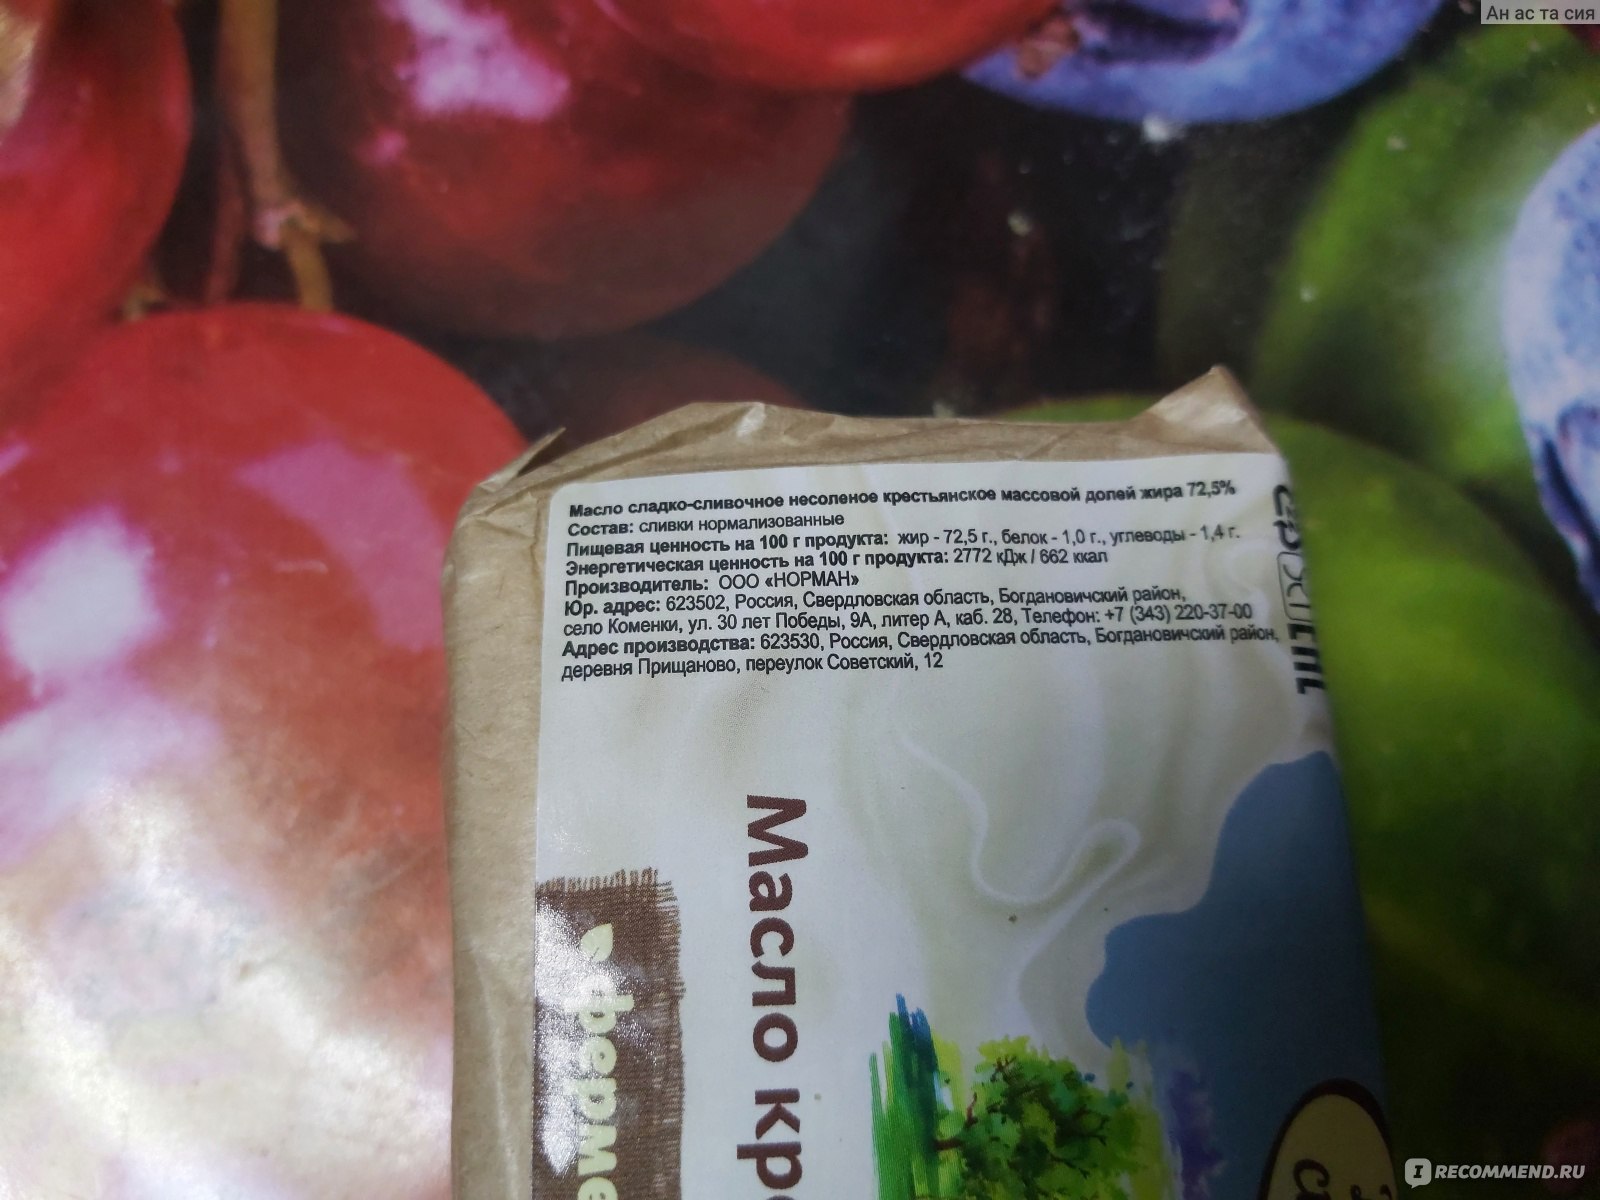 Ан ас та сия
Масло сладко-сливочное несоленое крестьянское массовой долей жира 72,5%
Состав: сливки нормализованные
Пищевая ценность на 100 г продукта: жир - 72,5 г., белок - 1,0 г., углеводы - 1,4 г.
Энергетическая ценность на 100 г продукта: 2772 кДж / 662 ккал
Производитель: ООО «НОРМАН»
Юр. адрес: 623502, Россия, Свердловская область, Богдановичский район,
село Коменки, ул. 30 лет Победы, 9А, литер А, каб. 28, Телефон: +7 (343) 220-37-00
Адрес производства: 623530, Россия, Свердловская область, Богдановичский район,
деревня Прищаново, переулок Советский, 12
Масло кре
ферме
EAC
IRECOMMEND.RU